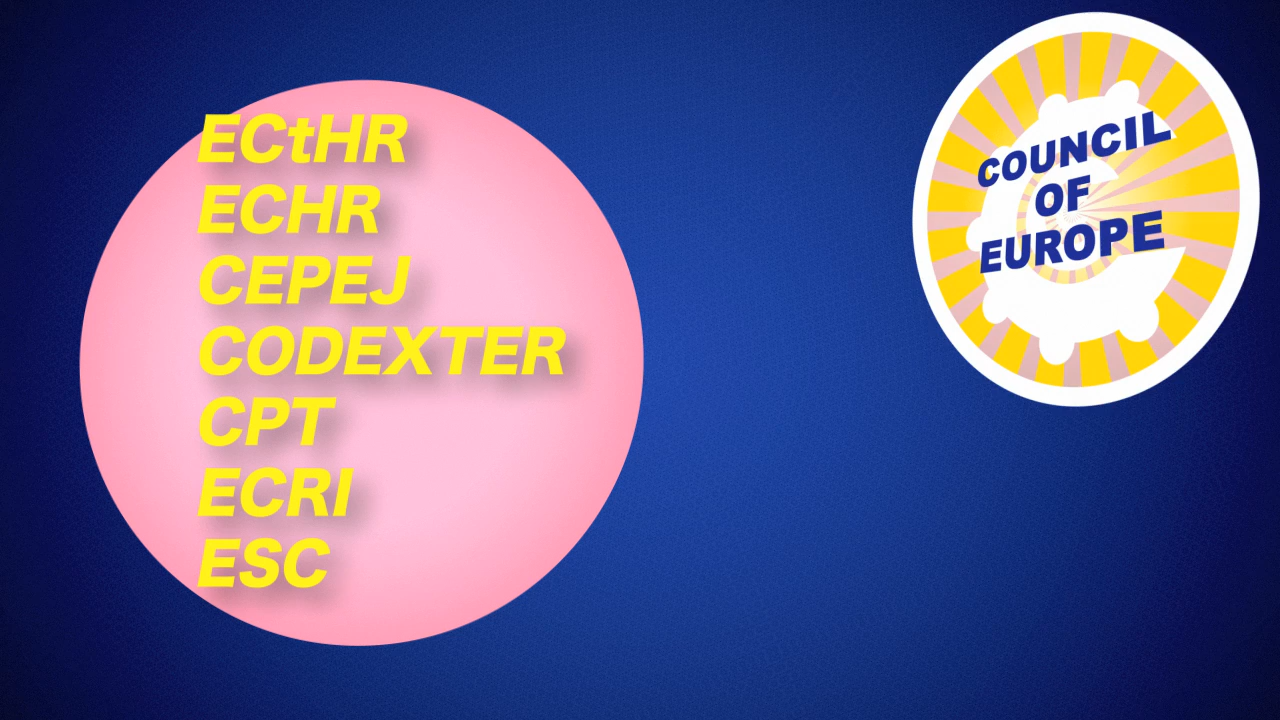 ECtHR
ECHR
CEPEJ
CODEXTER
CPT
ECRI
ESC
COUNCIL
OF
EUROPE